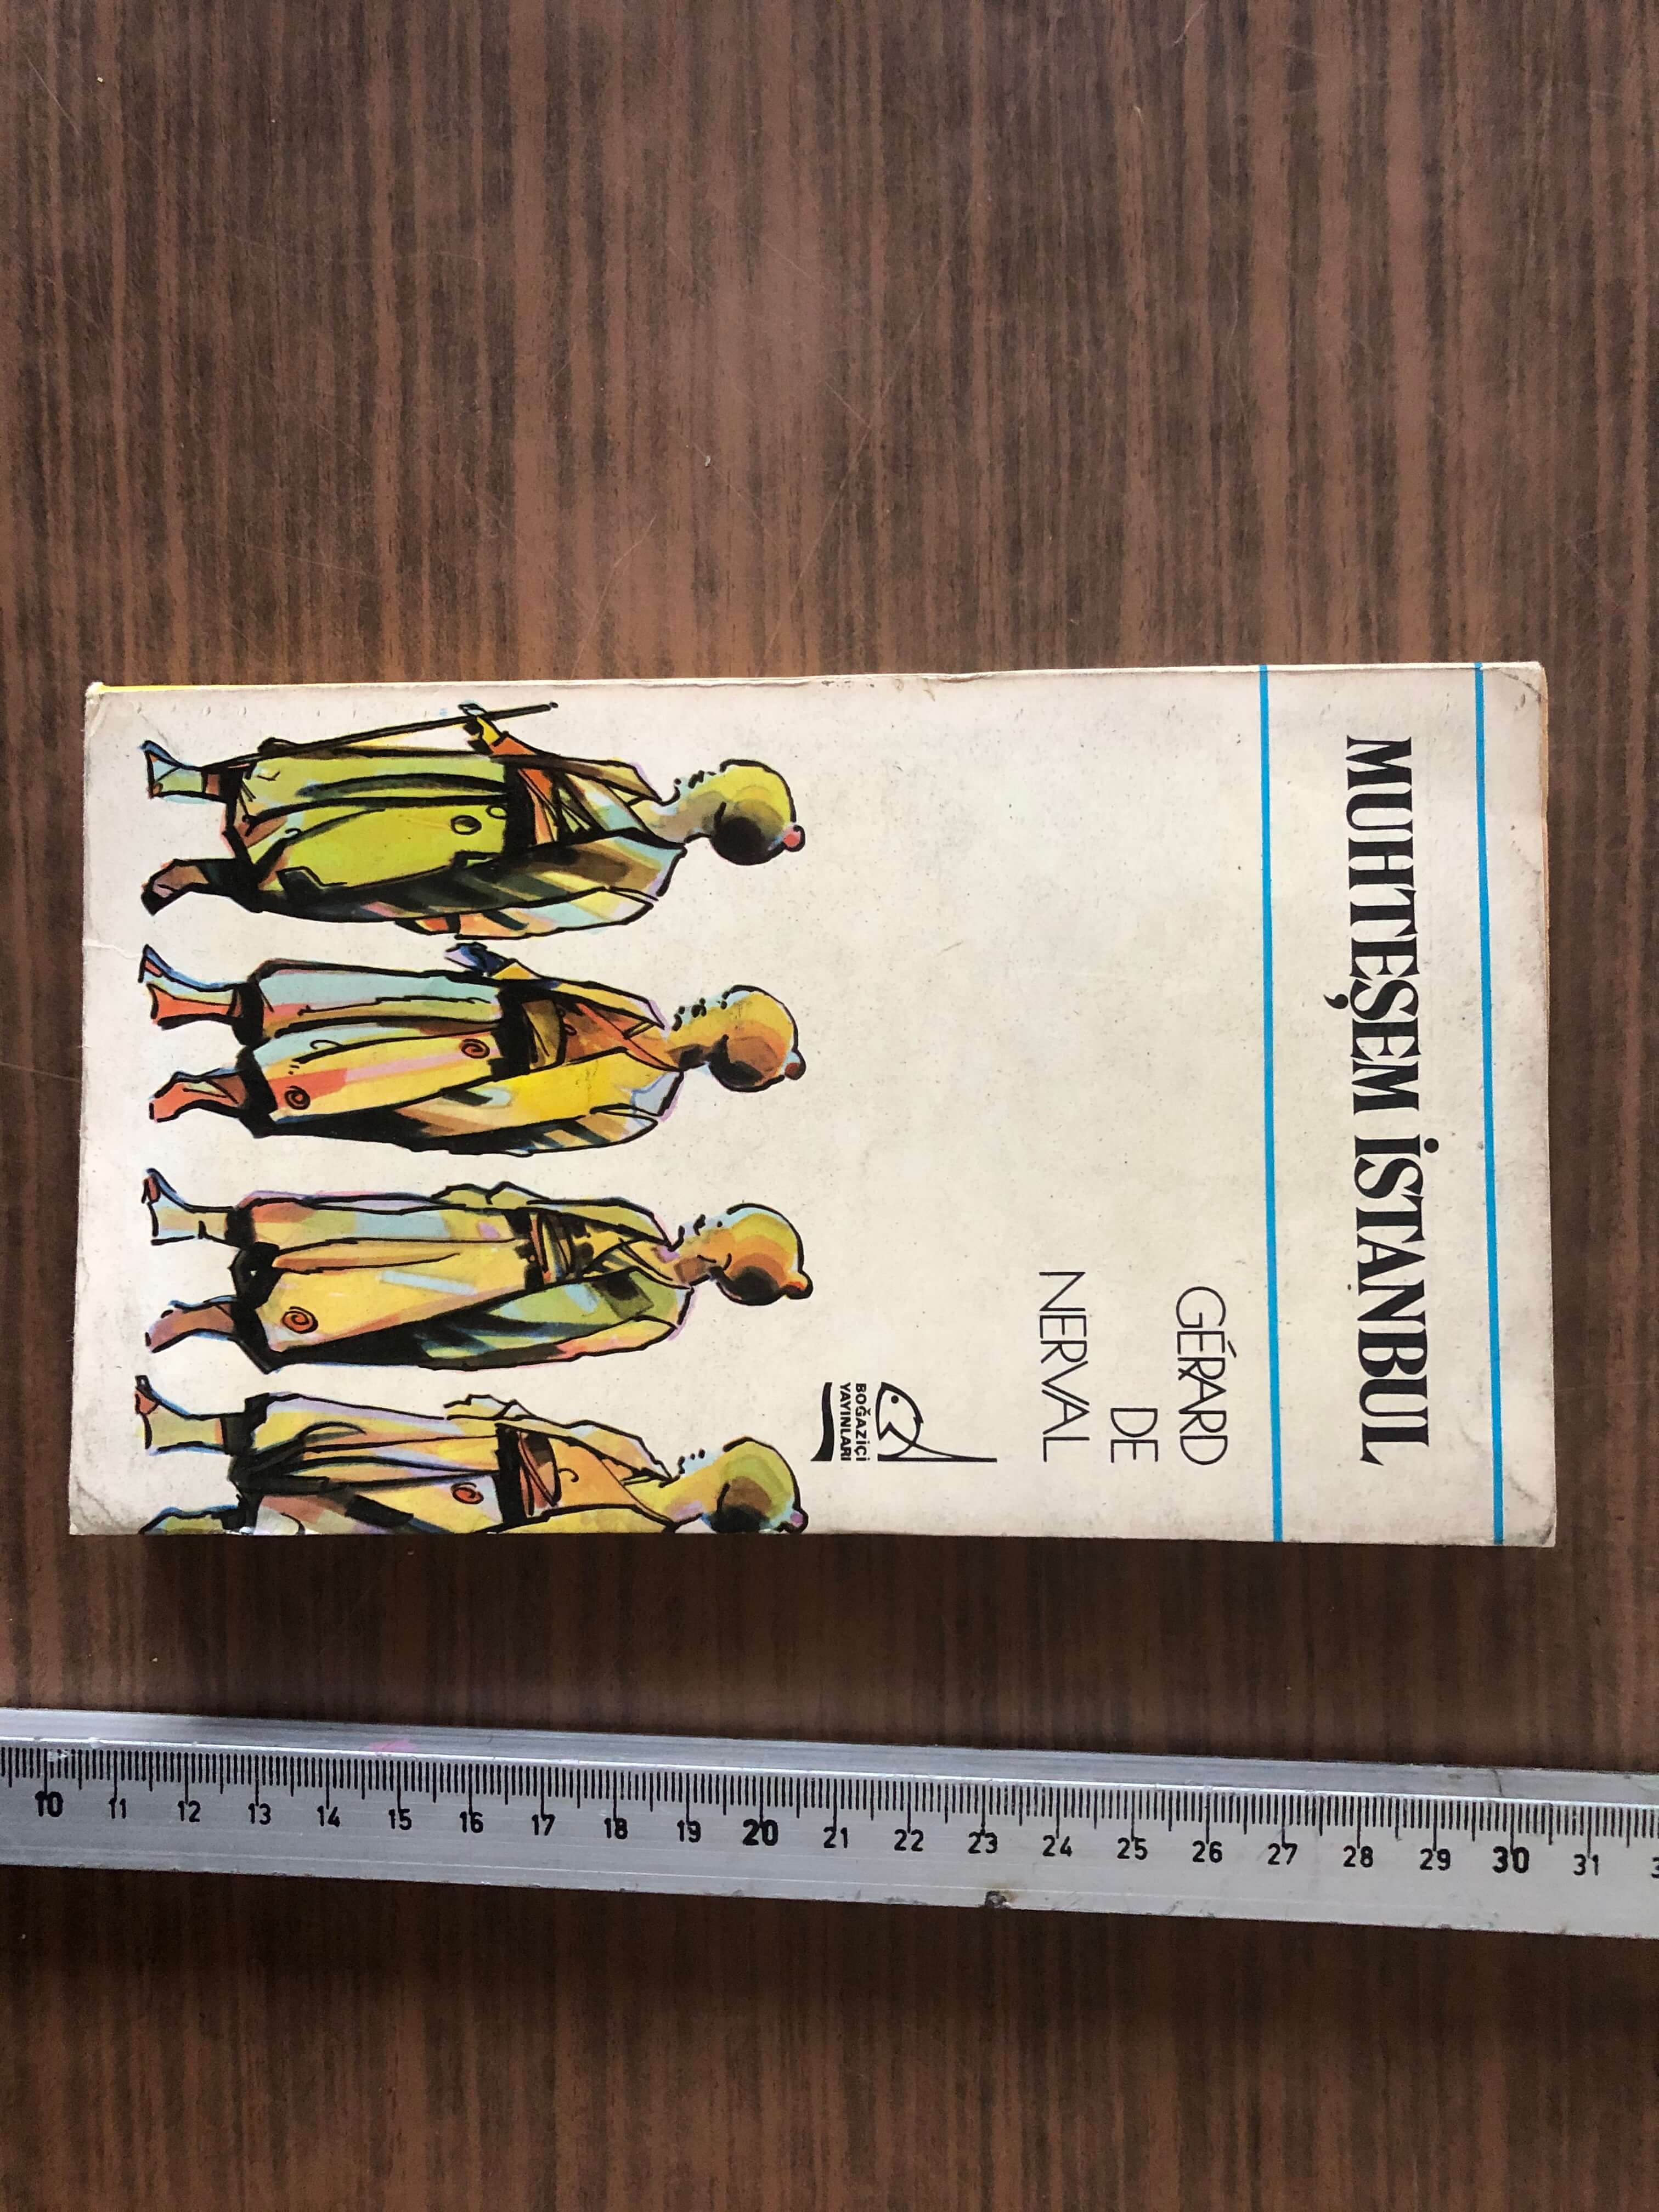 MUHTEŞEM İSTANBUL
GÉRARD
DE
NERVAL
BOĞAZİÇİ
YAYINLARI
10 11 12 13 14 15 16 17 18 19 20 21 22 23 24 25 26 27 28 29 30 31